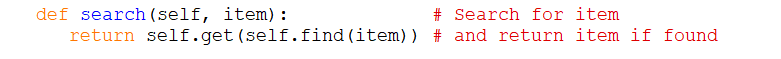 def search(self, item):              # Search for item
   return self.get(self.find(item)) # and return item if found